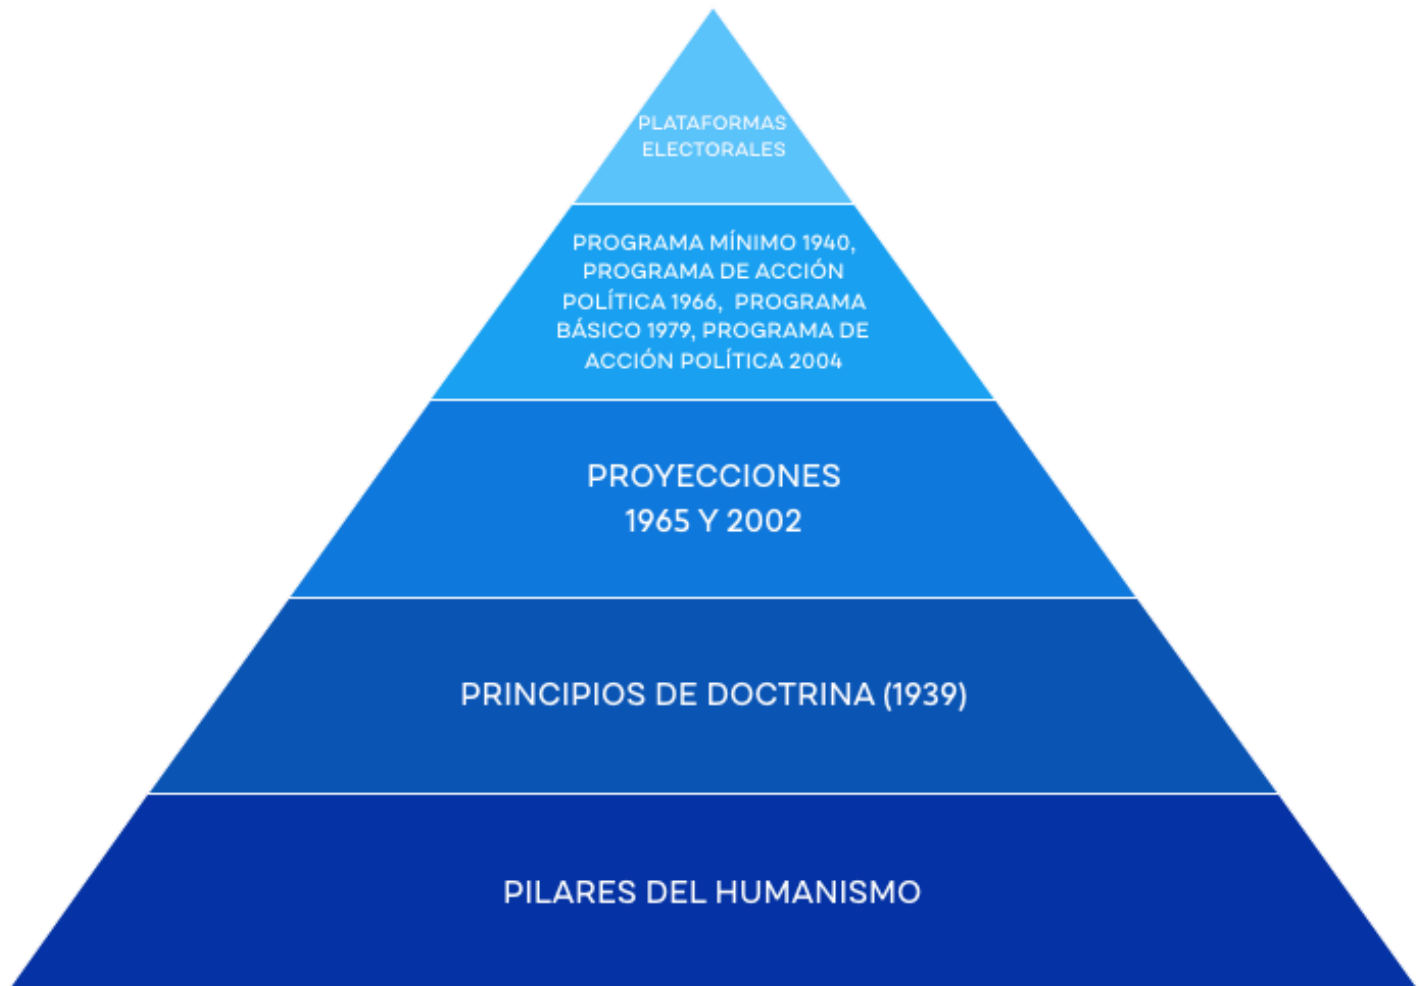 PLATAFORMAS
ELECTORALES
PROGRAMA MÍNIMO 1940,
PROGRAMA DE ACCIÓN
POLÍTICA 1966, PROGRAMA
BÁSICO 1979, PROGRAMA DE
ACCIÓN POLÍTICA 2004
PROYECCIONES
1965 Y 2002
PRINCIPIOS DE DOCTRINA (1939)
PILARES DEL HUMANISMO